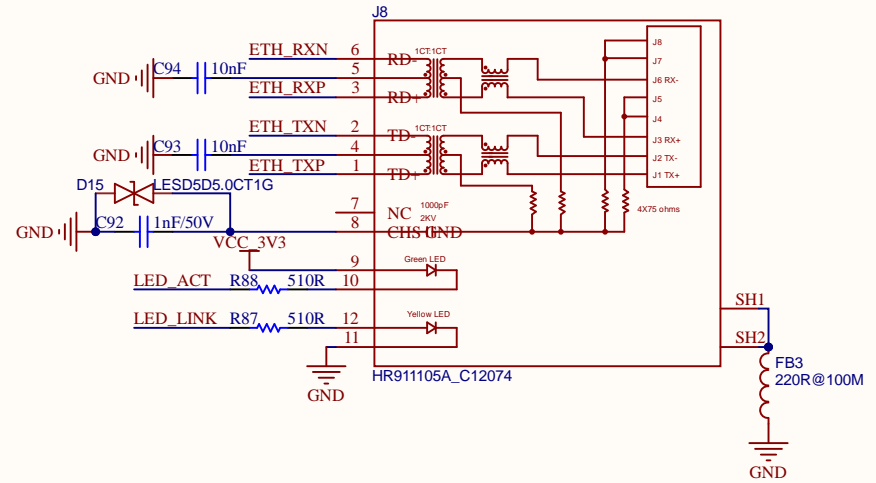 J8
ETH_RXN 6 RD- 1CT:1CT
GND C94 10nF 5
ETH_RXP 3 RD+
ETH_TXN 2 TD- 1CT:1CT
GND C93 10nF 4
ETH_TXP 1 TD+
J8
J7
J6 RX-
J5
J4
J3 RX+
J2 TX-
J1 TX+
D15 LESD5D5.0CT1G
7 NC 1000pF
2KV
4X75 ohms
GND C92 1nF/50V 8 CHS GND
VCC_3V3
9 Green LED
LED_ACT R88 510R 10
LED_LINK R87 510R 12 Yellow LED
11
GND
HR911105A_C12074
SH1
SH2
FB3
220R@100M
GND